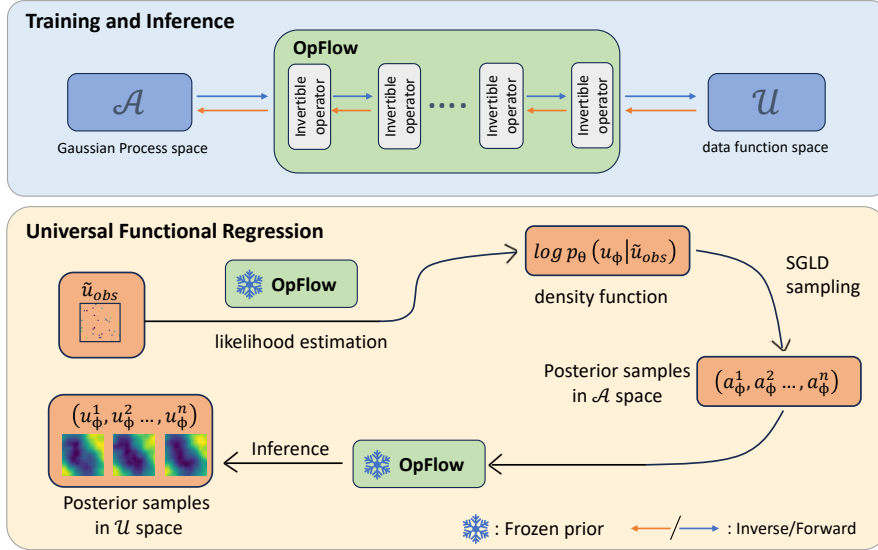 Training and Inference
OpFlow
𝒜
Gaussian Process space
Invertible operator
Invertible operator
....
Invertible operator
Invertible operator
𝒰
data function space
Universal Functional Regression
ũ_obs
OpFlow
likelihood estimation
log p_θ (u_ϕ|ũ_obs)
density function
SGLD
sampling
Posterior samples
in 𝒜 space
(a_ϕ^1, a_ϕ^2 …, a_ϕ^n)
(u_ϕ^1, u_ϕ^2 …, u_ϕ^n)
Inference
OpFlow
Posterior samples
in 𝒰 space
: Frozen prior
/ : Inverse/Forward